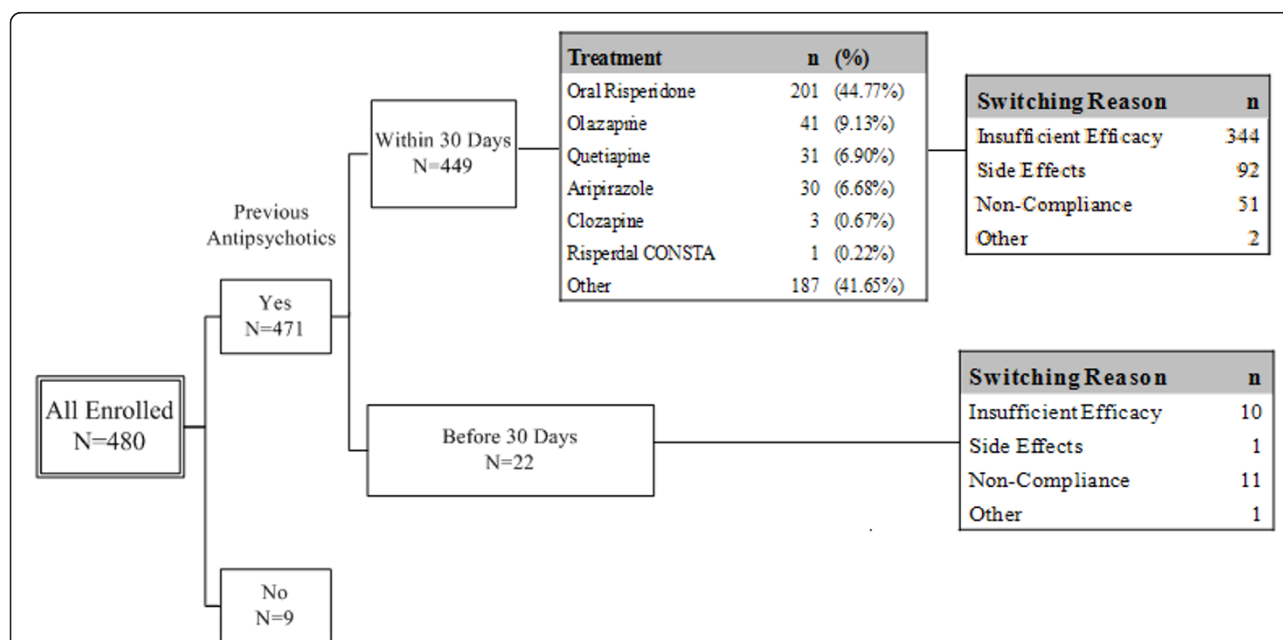 All Enrolled
N=480
Previous
Antipsychotics
Yes
N=471
No
N=9
Within 30 Days
N=449
Before 30 Days
N=22
Treatment n (%)
Oral Risperidone 201 (44.77%)
Olazapine 41 (9.13%)
Quetiapine 31 (6.90%)
Aripirazole 30 (6.68%)
Clozapine 3 (0.67%)
Risperdal CONSTA 1 (0.22%)
Other 187 (41.65%)
Switching Reason n
Insufficient Efficacy 344
Side Effects 92
Non-Compliance 51
Other 2
Switching Reason n
Insufficient Efficacy 10
Side Effects 1
Non-Compliance 11
Other 1